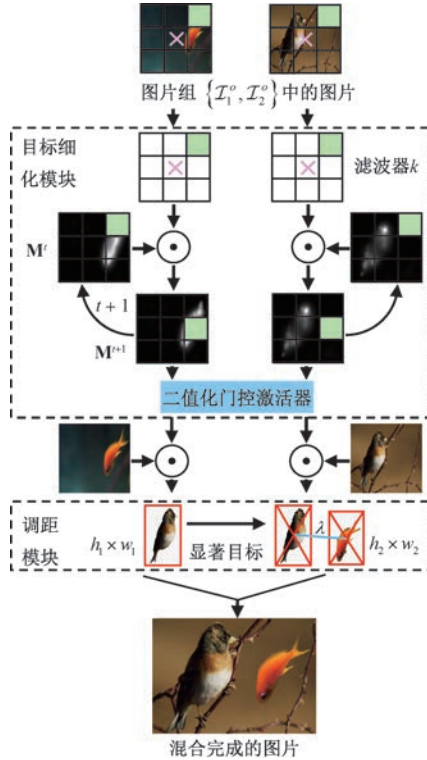 图片组 {𝓘₁ᵒ, 𝓘₂ᵒ} 中的图片
目标细
化模块
滤波器k
Mᵗ
t + 1
Mᵗ⁺¹
二值化门控激活器
调距
模块
h₁ × w₁
显著目标
λ
h₂ × w₂
混合完成的图片